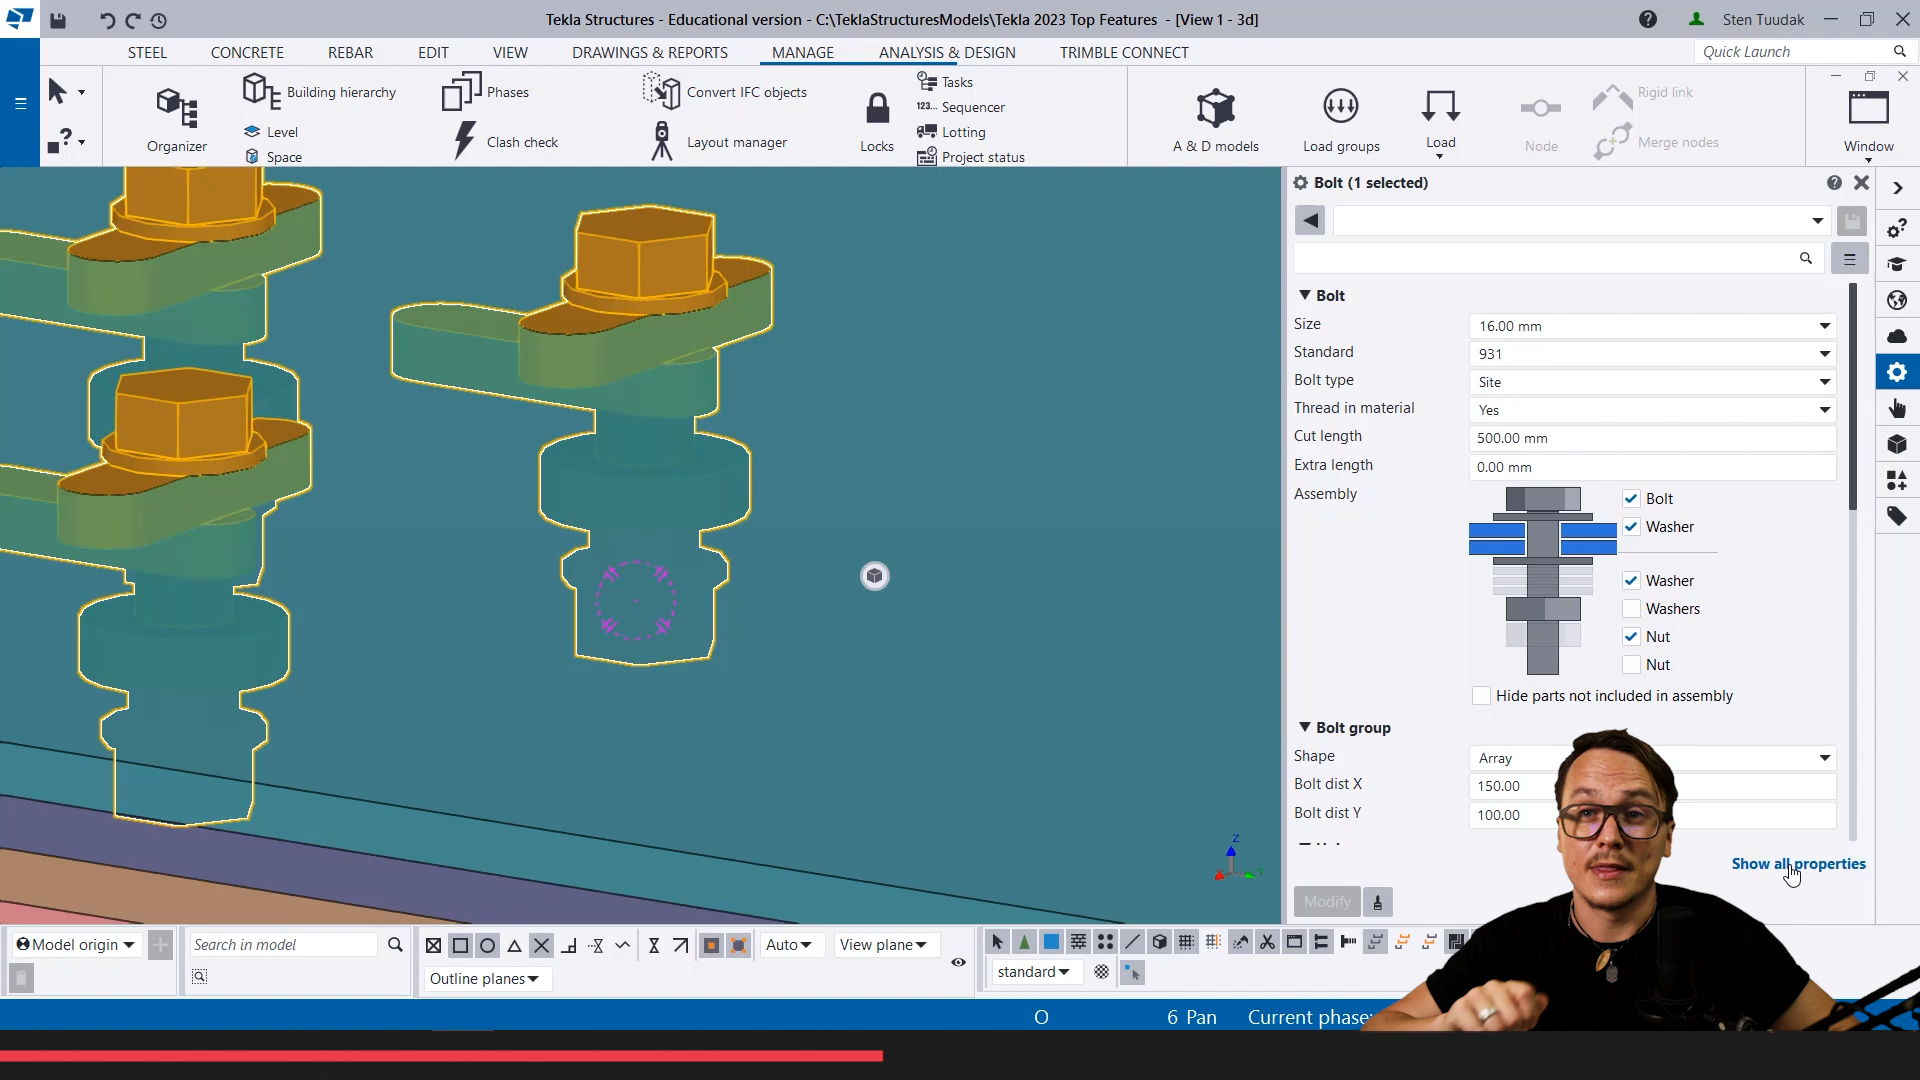 Tekla Structures - Educational version - C:\TeklaStructuresModels\Tekla 2023 Top Features - [View 1 - 3d]
Sten Tuudak
STEEL CONCRETE REBAR EDIT VIEW DRAWINGS & REPORTS MANAGE ANALYSIS & DESIGN TRIMBLE CONNECT
Quick Launch
Organizer
Building hierarchy
Level
Space
Phases
Clash check
Convert IFC objects
Layout manager
Locks
Tasks
123... Sequencer
Lotting
Project status
A & D models
Load groups
Load
Node
Rigid link
Merge nodes
Window
Bolt (1 selected)
Bolt
Size 16.00 mm
Standard 931
Bolt type Site
Thread in material Yes
Cut length 500.00 mm
Extra length 0.00 mm
Assembly
Bolt
Washer
Washer
Washers
Nut
Nut
Hide parts not included in assembly
Bolt group
Shape Array
Bolt dist X 150.00
Bolt dist Y 100.00
Show all properties
Modify
Z
Model origin
Search in model
Auto
View plane
Outline planes
standard
O
6 Pan
Current phase: